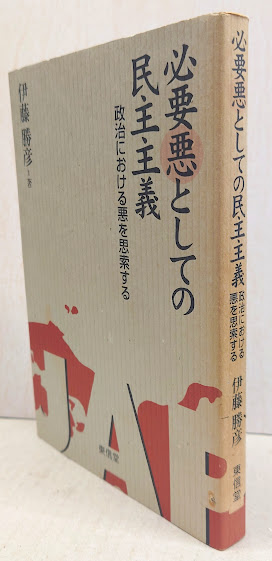 必要悪としての
民主主義
政治における悪を思索する
伊藤勝彦―著
東信堂
必要悪としての民主主義
政治における
悪を思索する
伊藤勝彦
東信堂